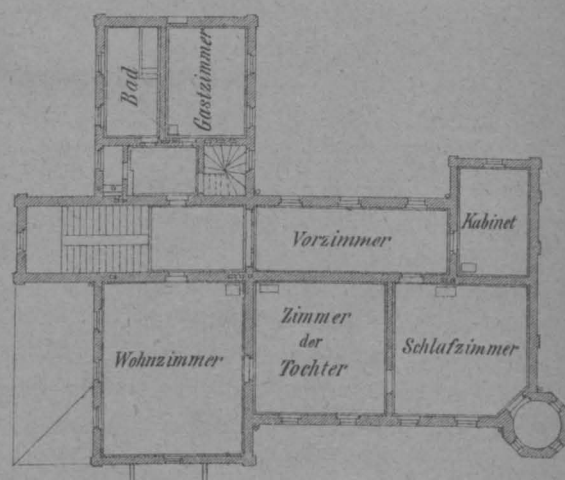 Bad
Gastzimmer
Vorzimmer
Kabinet
Wohnzimmer
Zimmer
der
Tochter
Schlafzimmer